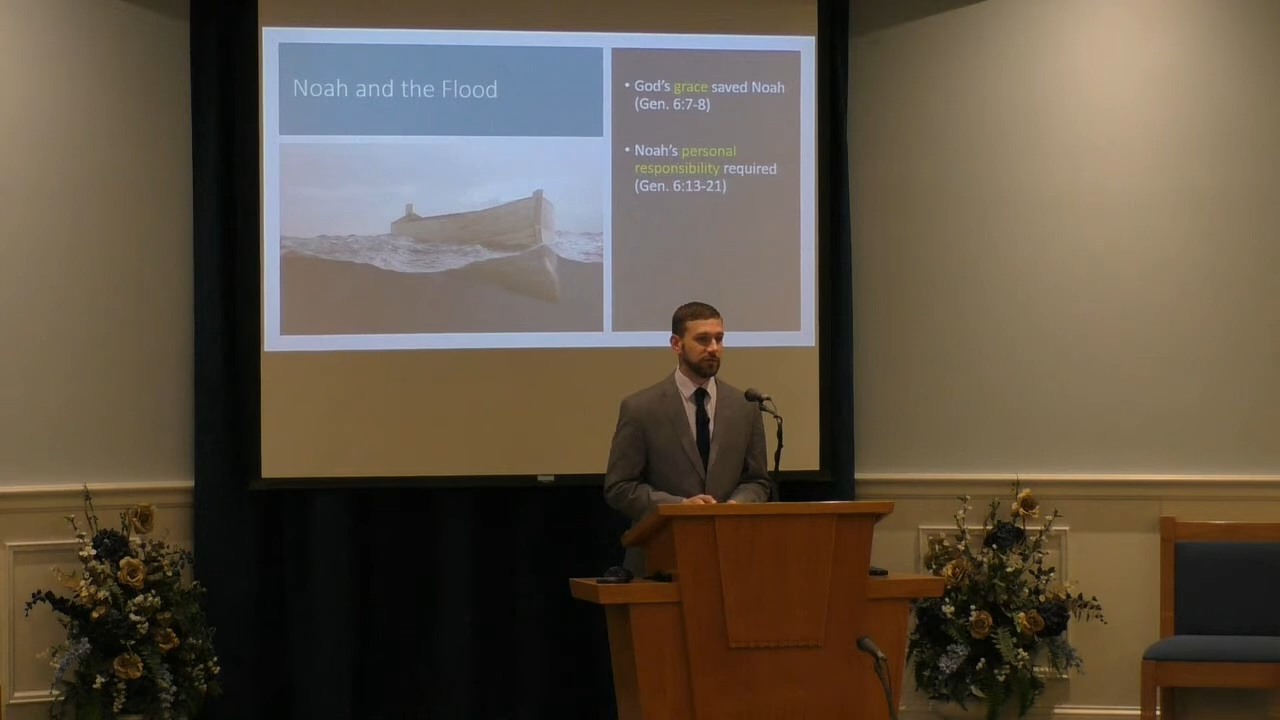 Noah and the Flood
• God's grace saved Noah
(Gen. 6:7-8)
• Noah's personal
responsibility required
(Gen. 6:13-21)